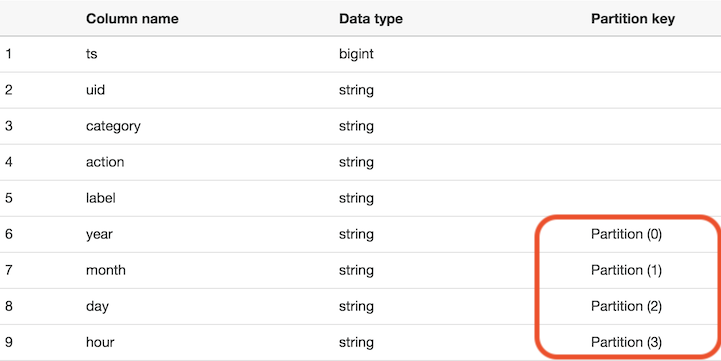 Column name Data type Partition key
1 ts bigint
2 uid string
3 category string
4 action string
5 label string
6 year string Partition (0)
7 month string Partition (1)
8 day string Partition (2)
9 hour string Partition (3)